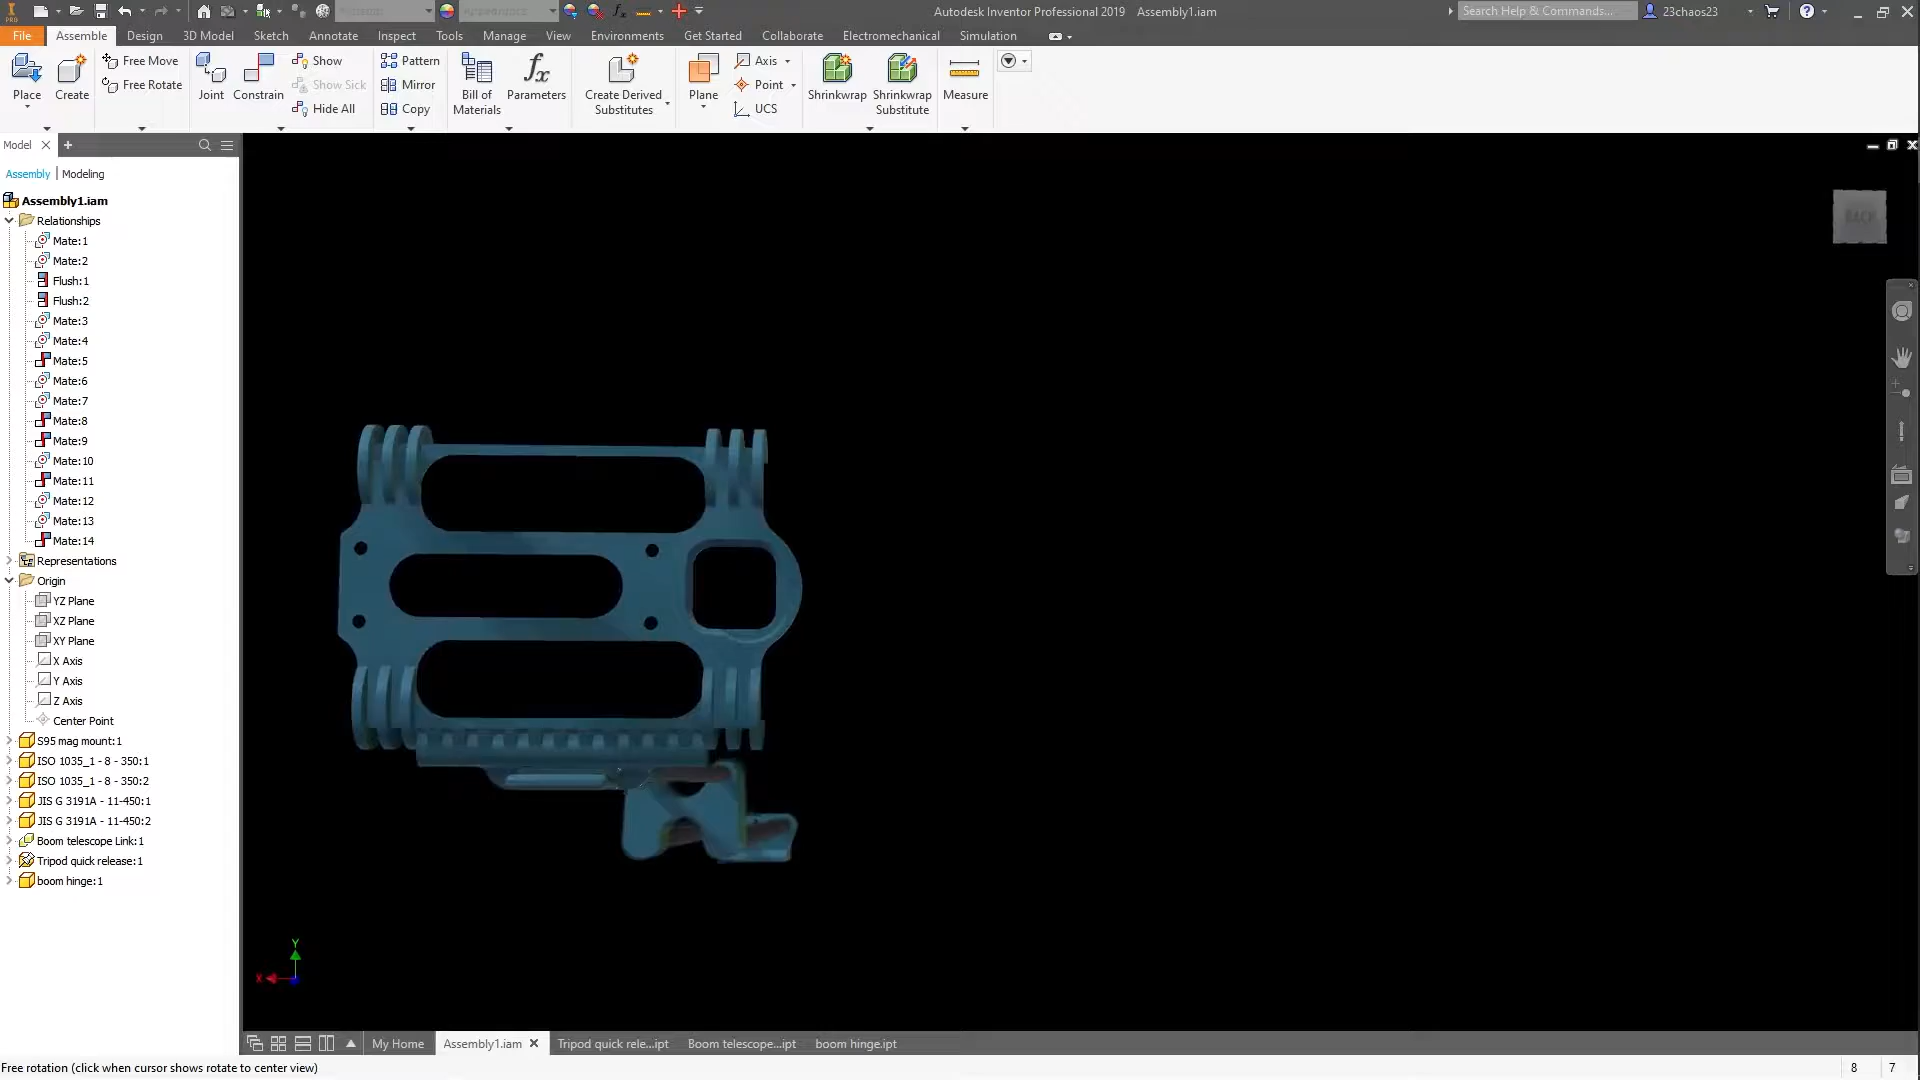 Autodesk Inventor Professional 2019 Assembly1.iam
Search Help & Commands...
23chaos23
PRO
File Assemble Design 3D Model Sketch Annotate Inspect Tools Manage View Environments Get Started Collaborate Electromechanical Simulation
Place
Create
Free Move
Free Rotate
Joint
Constrain
Show
Show Sick
Hide All
Pattern
Mirror
Copy
Bill of
Materials
fx
Parameters
Create Derived
Substitutes
Plane
Axis
Point
UCS
Shrinkwrap
Shrinkwrap
Substitute
Measure
Model
Assembly Modeling
Assembly1.iam
Relationships
Mate:1
Mate:2
Flush:1
Flush:2
Mate:3
Mate:4
Mate:5
Mate:6
Mate:7
Mate:8
Mate:9
Mate:10
Mate:11
Mate:12
Mate:13
Mate:14
Representations
Origin
YZ Plane
XZ Plane
XY Plane
X Axis
Y Axis
Z Axis
Center Point
S95 mag mount:1
ISO 1035_1 - 8 - 350:1
ISO 1035_1 - 8 - 350:2
JIS G 3191A - 11-450:1
JIS G 3191A - 11-450:2
Boom telescope Link:1
Tripod quick release:1
boom hinge:1
BACK
Y
X
My Home Assembly1.iam Tripod quick rele...ipt Boom telescope...ipt boom hinge.ipt
Free rotation (click when cursor shows rotate to center view)
8 7